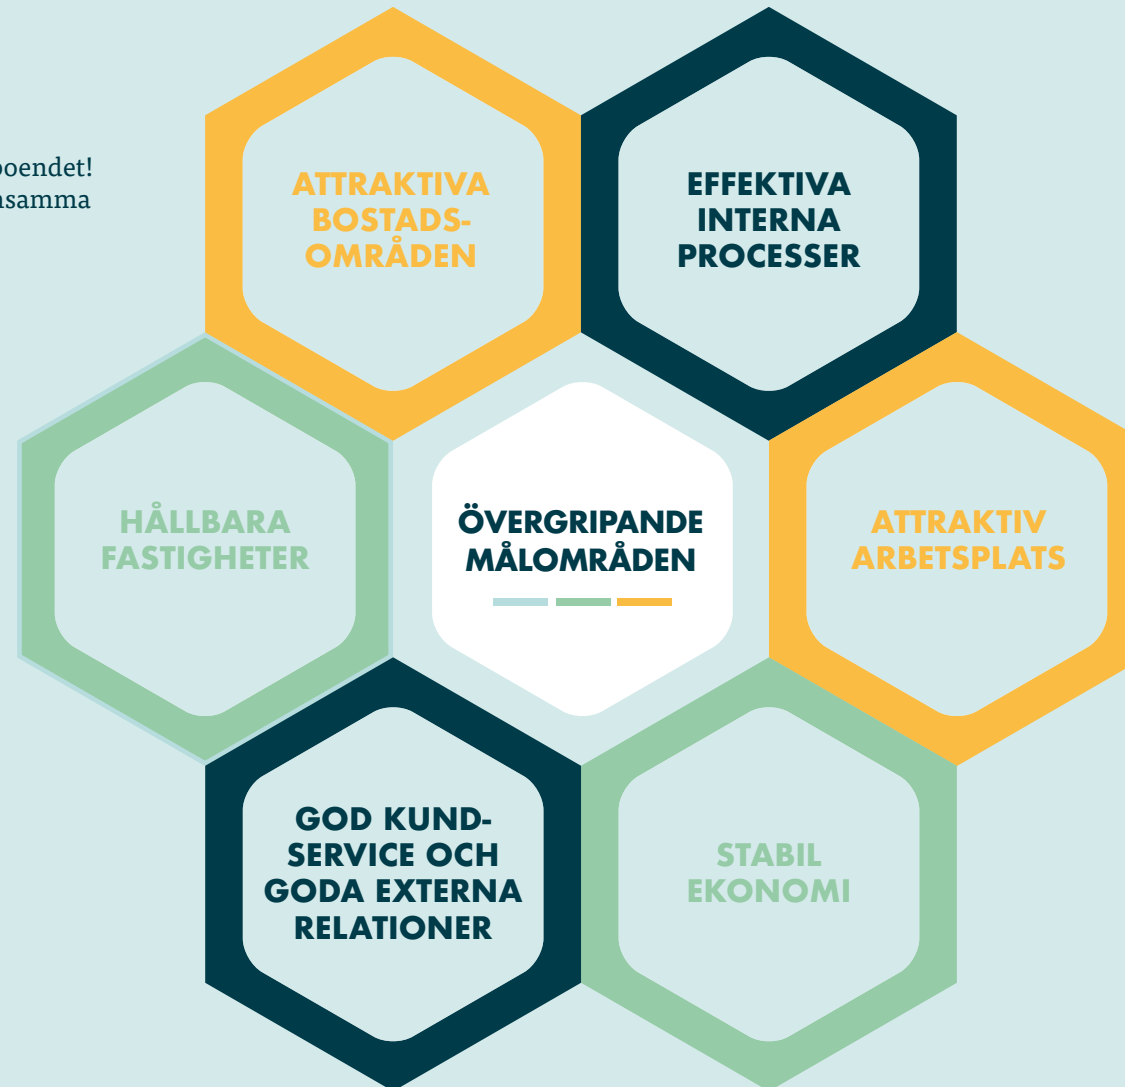 boendet!
ATTRAKTIVA
BOSTADS-
OMRÅDEN
EFFEKTIVA
INTERNA
PROCESSER
HÅLLBARA
FASTIGHETER
ÖVERGRIPANDE
MÅLOMRÅDEN
ATTRAKTIV
ARBETSPLATS
GOD KUND-
SERVICE OCH
GODA EXTERNA
RELATIONER
STABIL
EKONOMI